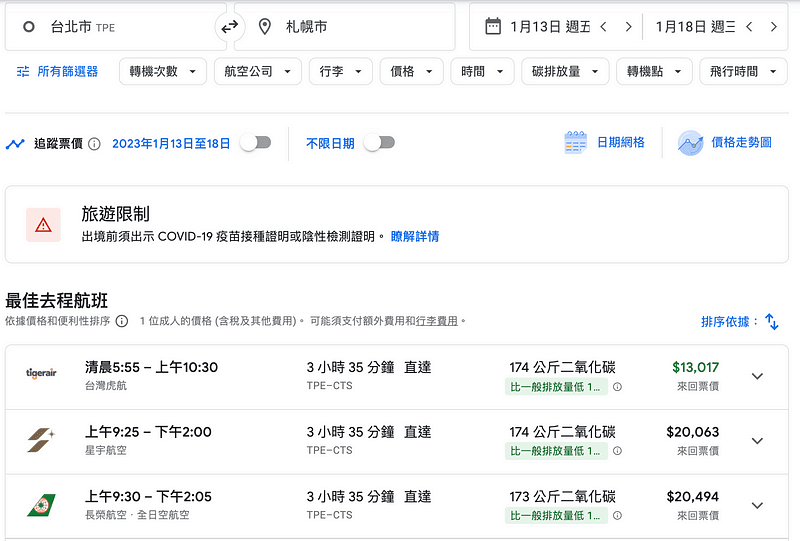 台北市 TPE
札幌市
1月13日 週五
1月18日 週三
所有篩選器
轉機次數
航空公司
行李
價格
時間
碳排放量
轉機點
飛行時間
追蹤票價
2023年1月13日至18日
不限日期
日期網格
價格走勢圖
旅遊限制
出境前須出示 COVID-19 疫苗接種證明或陰性檢測證明。 瞭解詳情
最佳去程航班
依據價格和便利性排序 1 位成人的價格 (含稅及其他費用)。 可能須支付額外費用和行李費用。
排序依據：
tigerair
清晨5:55 – 上午10:30
3 小時 35 分鐘 直達
174 公斤二氧化碳
$13,017
台灣虎航
TPE–CTS
比一般排放量低 1...
來回票價
上午9:25 – 下午2:00
3 小時 35 分鐘 直達
174 公斤二氧化碳
$20,063
星宇航空
TPE–CTS
比一般排放量低 1...
來回票價
上午9:30 – 下午2:05
3 小時 35 分鐘 直達
173 公斤二氧化碳
$20,494
長榮航空 · 全日空航空
TPE–CTS
比一般排放量低 1...
來回票價